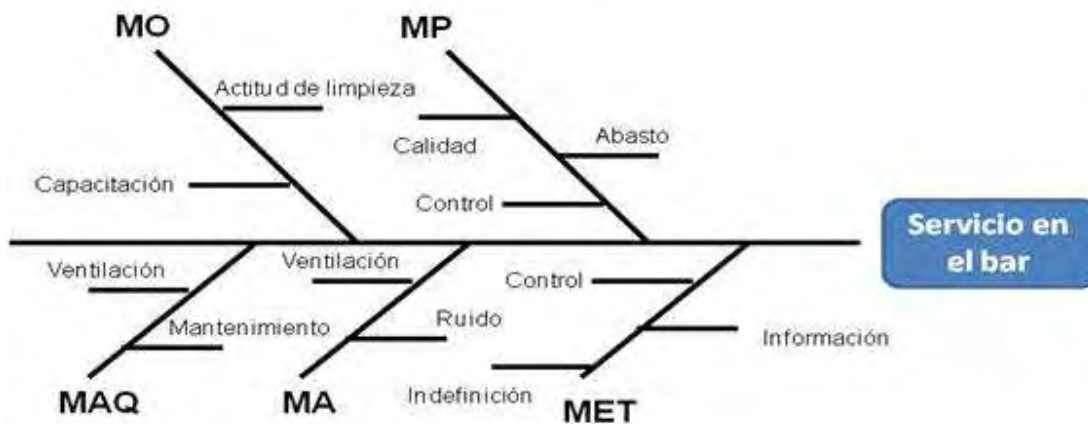 MO
MP
Actitud de limpieza
Calidad
Abasto
Capacitación
Control
Servicio en
el bar
Ventilación
Ventilación
Control
Mantenimiento
Ruido
Información
Indefinición
MAQ
MA
MET